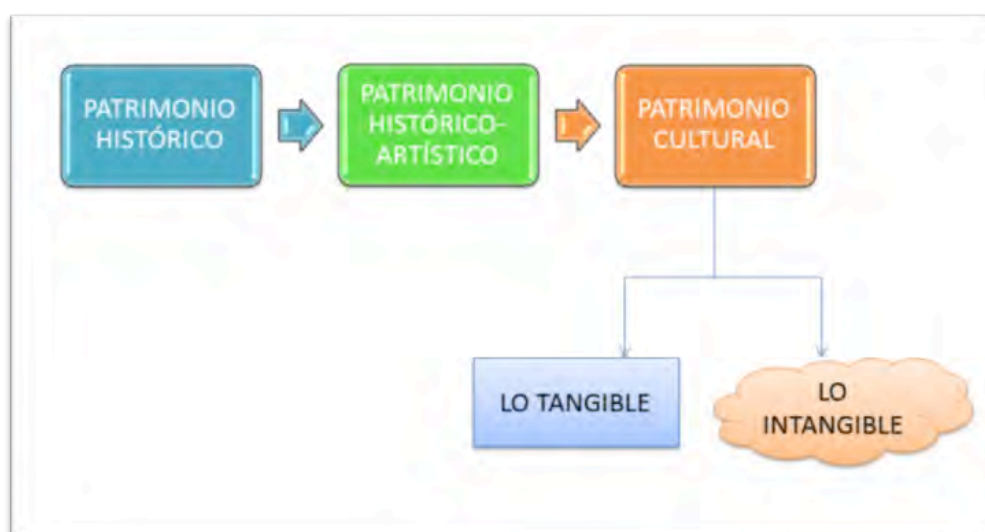 PATRIMONIO
HISTÓRICO
PATRIMONIO
HISTÓRICO-
ARTÍSTICO
PATRIMONIO
CULTURAL
LO TANGIBLE
LO
INTANGIBLE